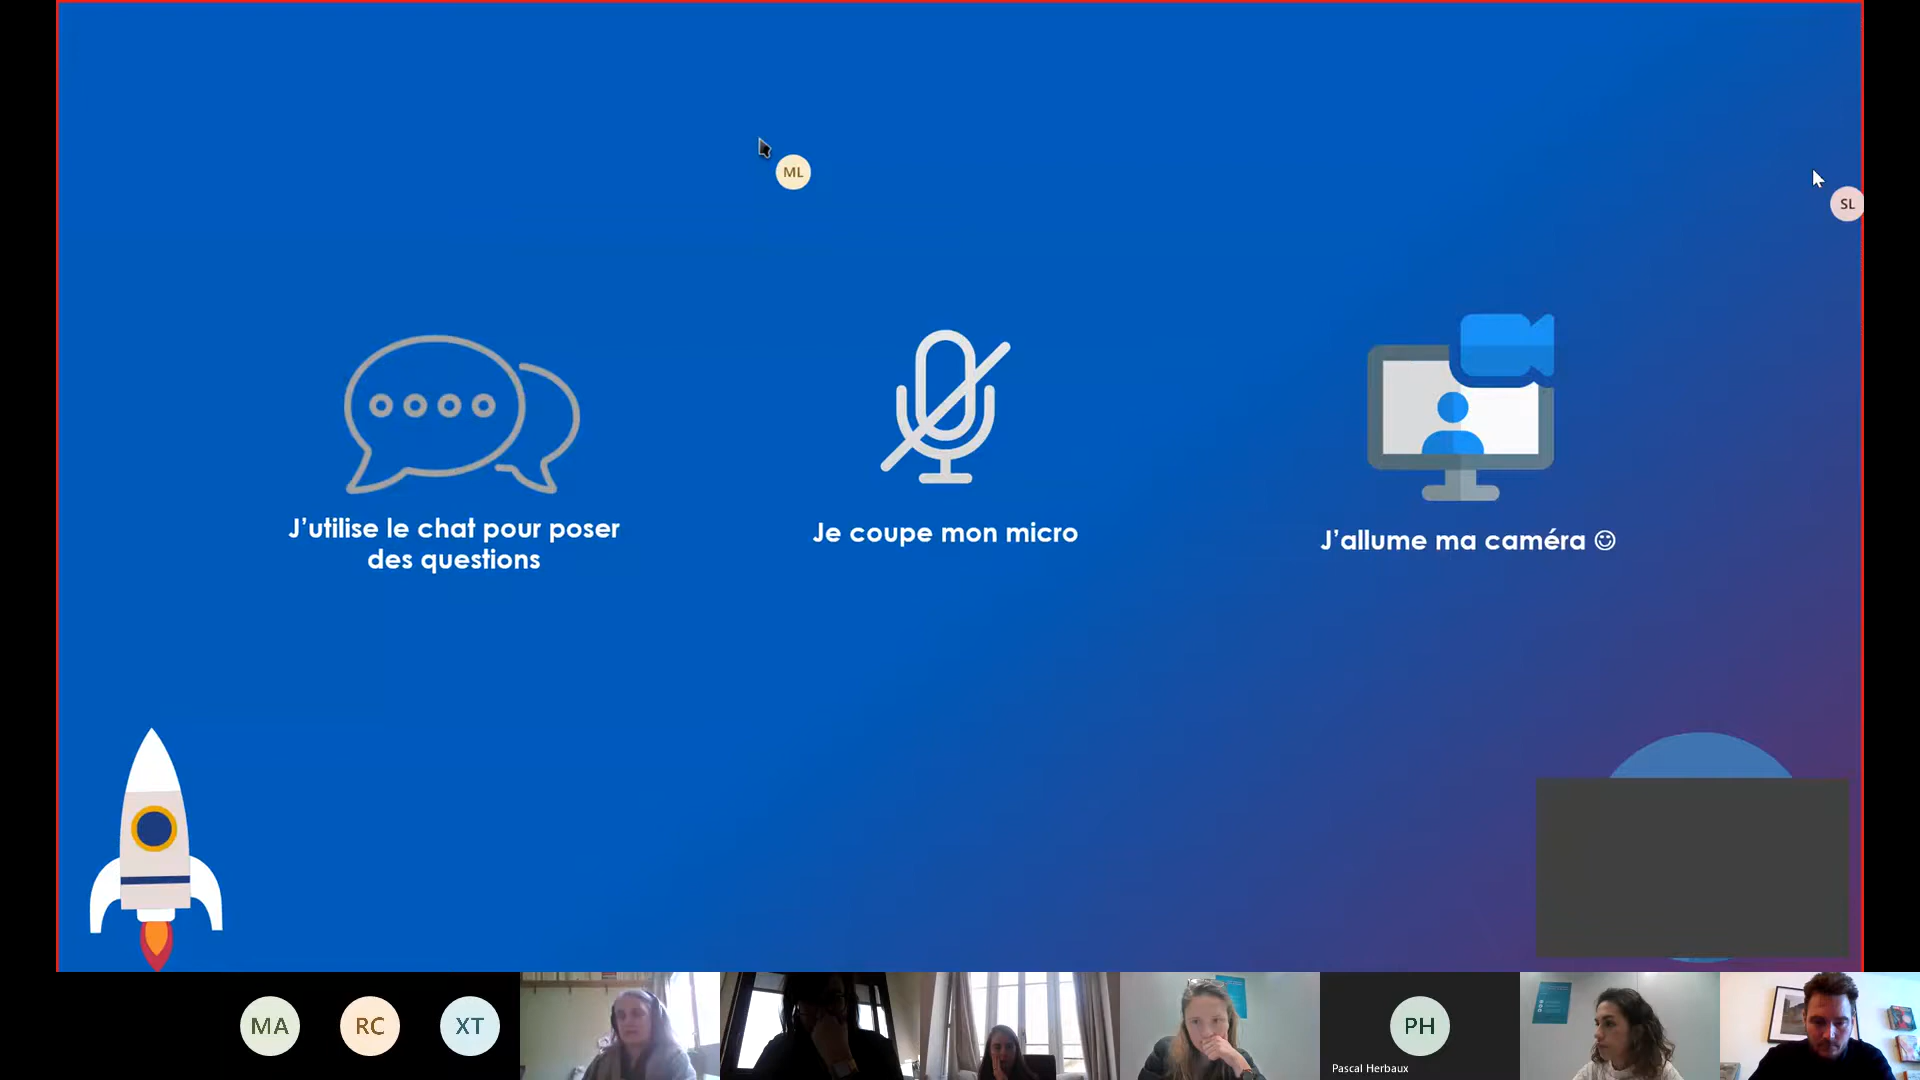 ML
SL
J'utilise le chat pour poser
des questions
Je coupe mon micro
J'allume ma caméra ☺
MA
RC
XT
PH
Pascal Herbaux